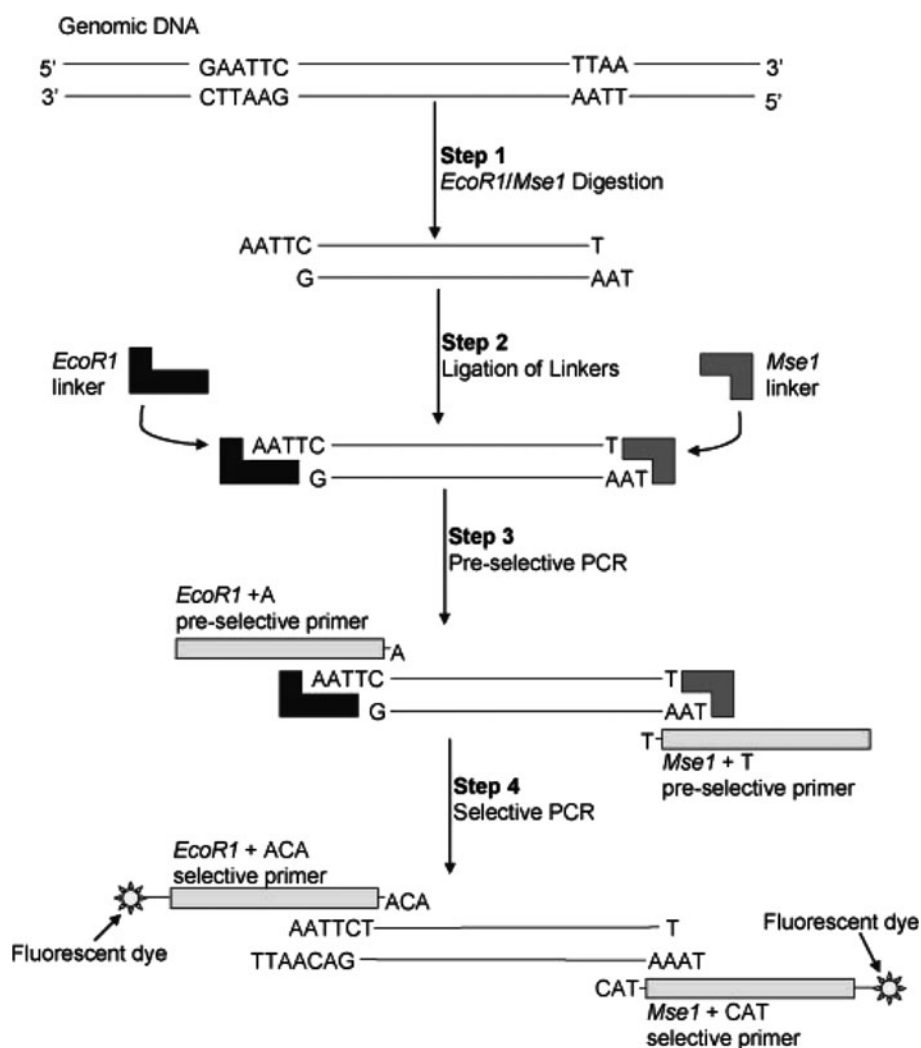 Genomic DNA
5' GAATTC TTAA 3'
3' CTTAAG AATT 5'
Step 1
EcoR1/Mse1 Digestion
AATTC T
G AAT
EcoR1
linker
Step 2
Ligation of Linkers
Mse1
linker
AATTC T
G AAT
Step 3
Pre-selective PCR
EcoR1 +A
pre-selective primer
A
AATTC T
G AAT
T
Mse1 + T
pre-selective primer
Step 4
Selective PCR
EcoR1 + ACA
selective primer
ACA
Fluorescent dye
Fluorescent dye
AATTCT T
TTAACAG AAAT
CAT
Mse1 + CAT
selective primer